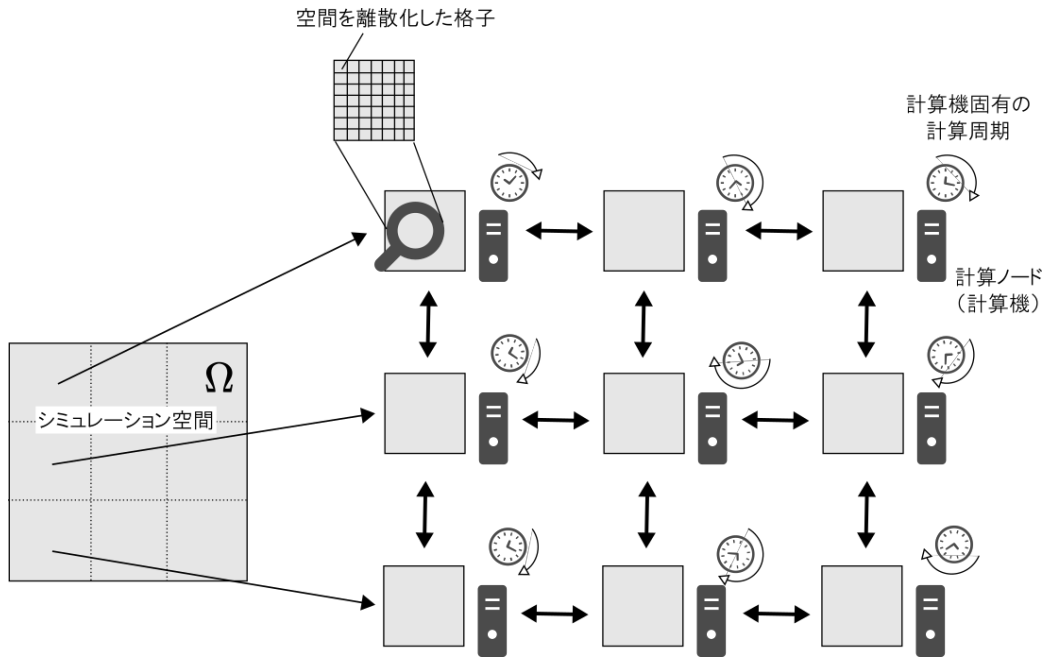 空間を離散化した格子
計算機固有の
計算周期
計算ノード
（計算機）
Ω
シミュレーション空間